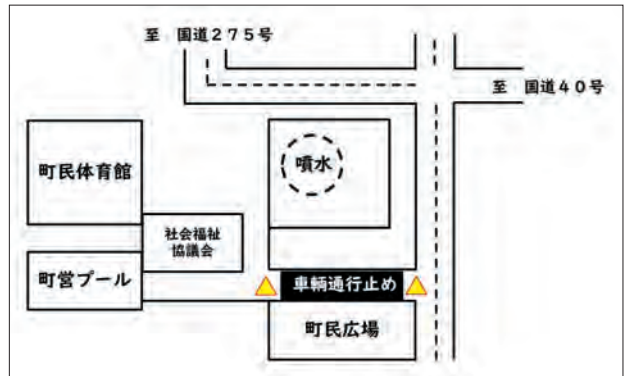 至　国道２７５号
至　国道４０号
噴水
町民体育館
社会福祉
協議会
町営プール
車輌通行止め
町民広場